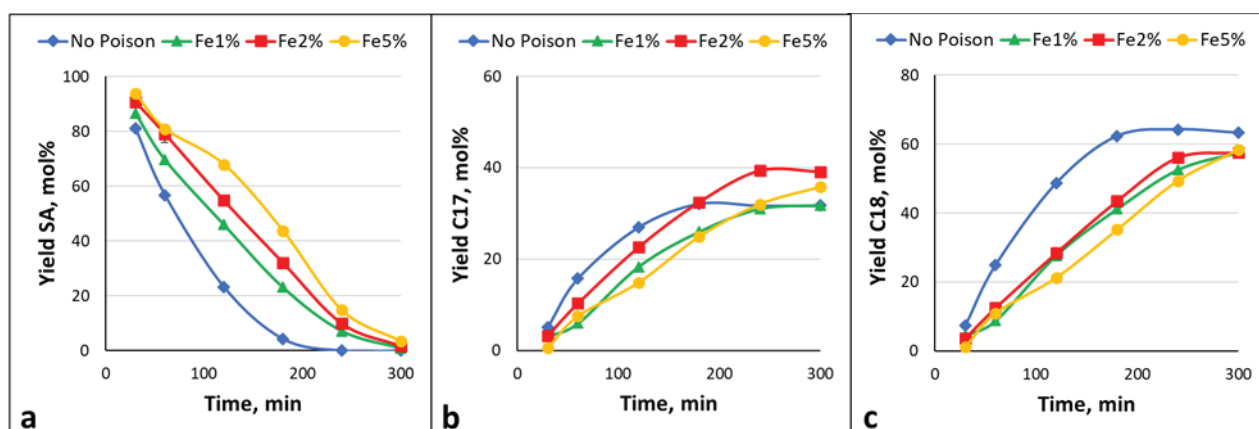 No Poison Fe1% Fe2% Fe5%
Yield SA, mol%
100
80
60
40
20
0
0 100 200 300
Time, min
a
No Poison Fe1% Fe2% Fe5%
Yield C17, mol%
60
40
20
0
0 100 200 300
Time, min
b
No Poison Fe1% Fe2% Fe5%
Yield C18, mol%
80
60
40
20
0
0 100 200 300
Time, min
c